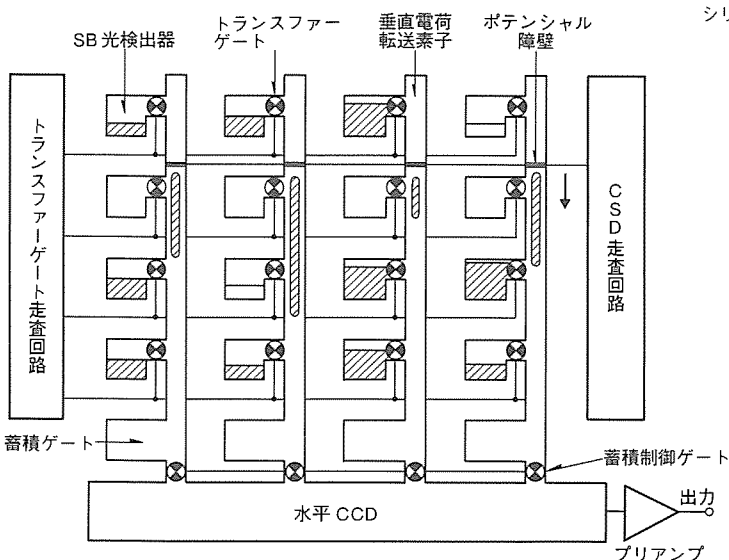 シリ
SB光検出器
トランスファー
ゲート
垂直電荷
転送素子
ポテンシャル
障壁
トランスファーゲート走査回路
CSD走査回路
蓄積ゲート
蓄積制御ゲート
水平CCD
出力
プリアンプ